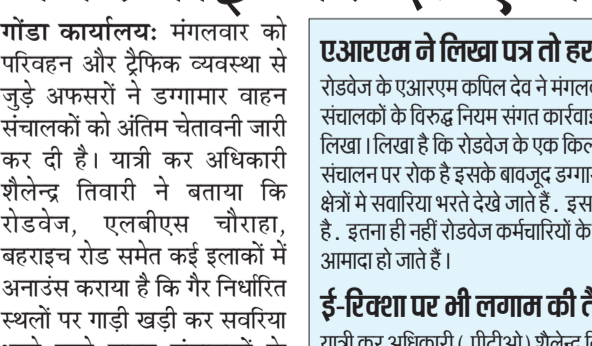 गोंडा कार्यालयः मंगलवार को
परिवहन और ट्रैफिक व्यवस्था से
जुड़े अफसरों ने डग्गामार वाहन
संचालकों को अंतिम चेतावनी जारी
कर दी है। यात्री कर अधिकारी
शैलेन्द्र तिवारी ने बताया कि
रोडवेज, एलबीएस चौराहा,
बहराइच रोड समेत कई इलाकों में
अनाउंस कराया है कि गैर निर्धारित
स्थलों पर गाड़ी खड़ी कर सवरिया
एआरएम ने लिखा पत्र तो हर
रोडवेज के एआरएम कपिल देव ने मंगल
संचालकों के विरुद्ध नियम संगत कार्रवा
लिखा । लिखा है कि रोडवेज के एक किल
संचालन पर रोक है इसके बावजूद डग्गा
क्षेत्रों मे सवारिया भरते देखे जाते हैं . इस
है . इतना ही नहीं रोडवेज कर्मचारियों के
आमादा हो जाते हैं ।
ई-रिक्शा पर भी लगाम की तै
यात्री कर अधिकारी ( पीटीओ ) शैलेन्द्र